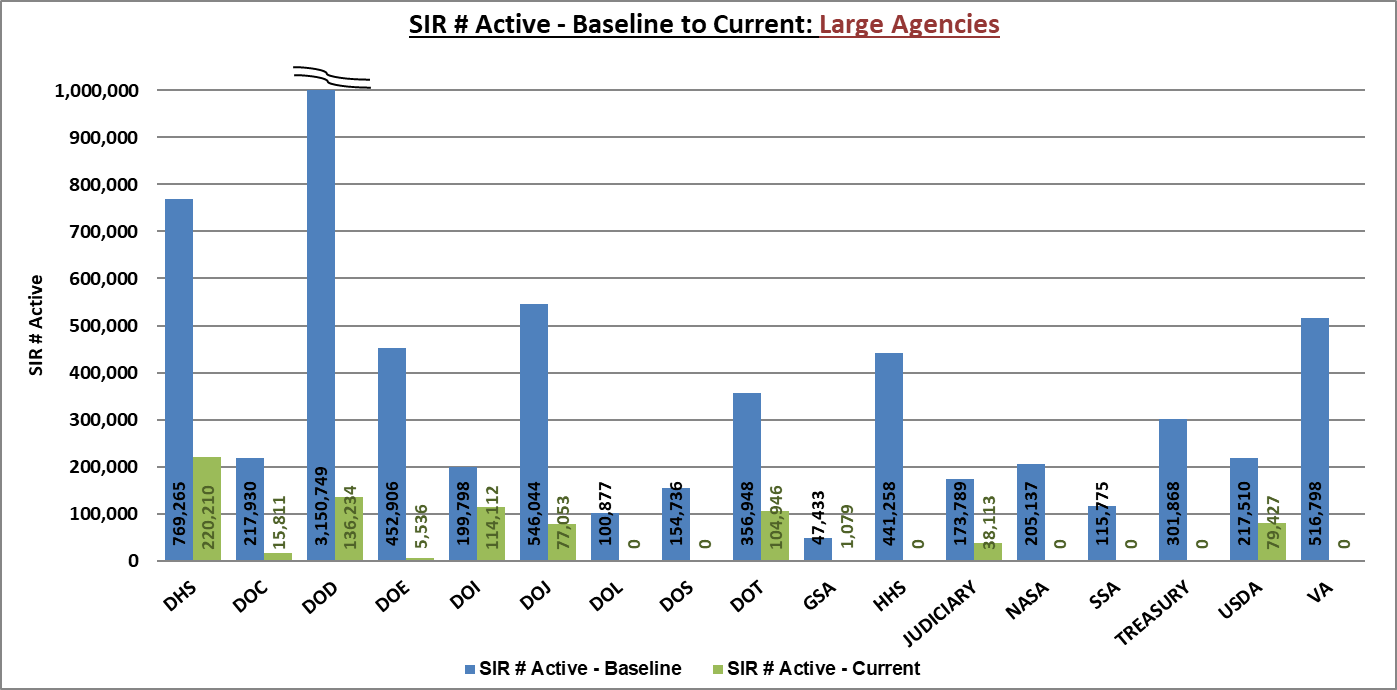 SIR # Active - Baseline to Current: Large Agencies
SIR # Active
1,000,000
900,000
800,000
700,000
600,000
500,000
400,000
300,000
200,000
100,000
0
769,265
220,210
217,930
15,811
3,150,749
136,234
452,906
5,536
199,798
114,112
546,044
77,053
100,877
0
154,736
0
356,948
104,946
47,433
1,079
441,258
0
173,789
38,113
205,137
0
115,775
0
301,868
0
217,510
79,427
516,798
0
DHS
DOC
DOD
DOE
DOI
DOJ
DOL
DOS
DOT
GSA
HHS
JUDICIARY
NASA
SSA
TREASURY
USDA
VA
SIR # Active - Baseline
SIR # Active - Current